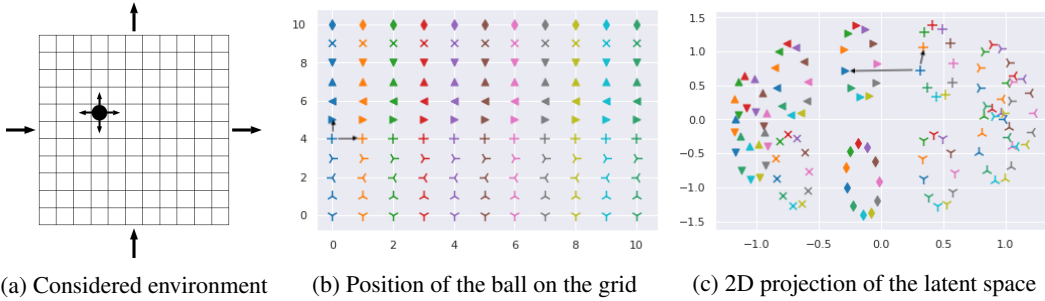 10
8
6
4
2
0
0 2 4 6 8 10
1.5
1.0
0.5
0.0
−0.5
−1.0
−1.5
−1.0 −0.5 0.0 0.5 1.0
(a) Considered environment
(b) Position of the ball on the grid
(c) 2D projection of the latent space